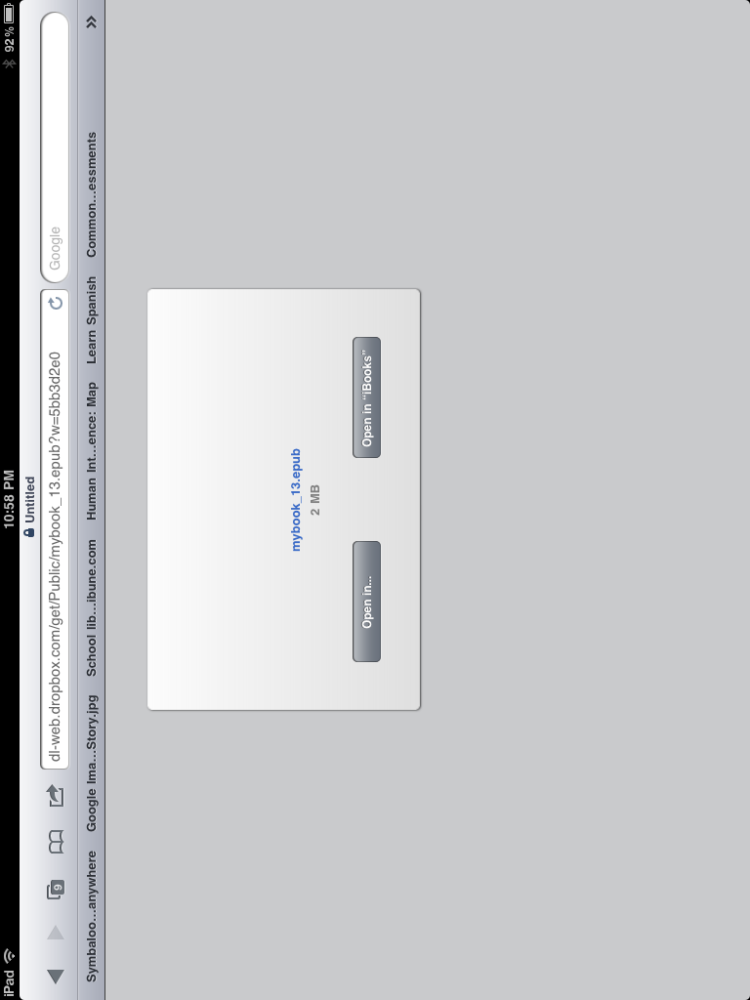 iPad 10:58 PM 92%
Untitled
9 dl-web.dropbox.com/get/Public/mybook_13.epub?w=5bb3d2e0 Google
Symbaloo...anywhere Google Ima...Story.jpg School lib...ibune.com Human Int...ence: Map Learn Spanish Common...essments »
mybook_13.epub
2 MB
Open in... Open in “iBooks”